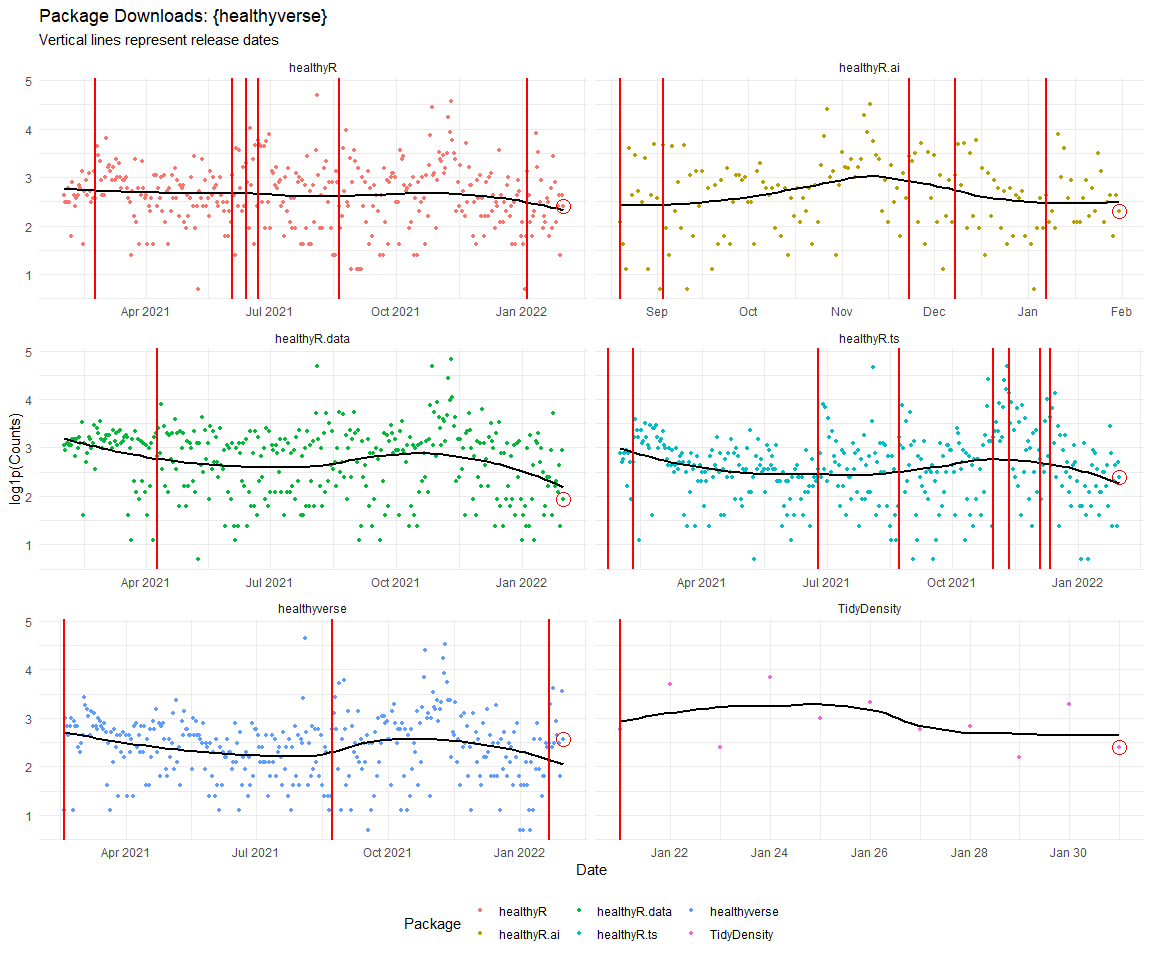 Package Downloads: {healthyverse}
Vertical lines represent release dates
healthyR
healthyR.ai
5
4
3
2
1
Apr 2021 Jul 2021 Oct 2021 Jan 2022
Sep Oct Nov Dec Jan Feb
healthyR.data
healthyR.ts
5
4
3
2
1
log1p(Counts)
Apr 2021 Jul 2021 Oct 2021 Jan 2022
Apr 2021 Jul 2021 Oct 2021 Jan 2022
healthyverse
TidyDensity
5
4
3
2
1
Apr 2021 Jul 2021 Oct 2021 Jan 2022
Jan 22 Jan 24 Jan 26 Jan 28 Jan 30
Date
Package
healthyR healthyR.data healthyverse
healthyR.ai healthyR.ts TidyDensity